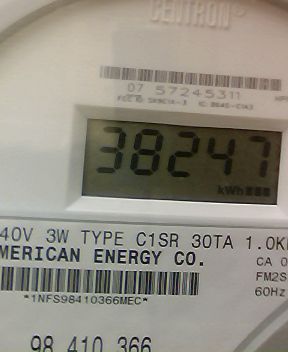 CENTRON®
07 57245311
38247
kWh
40V 3W TYPE C1SR 30TA 1.0K
MERICAN ENERGY CO.
CA 0
FM2S
*1NFS98410366MEC*
60Hz
98 410 366